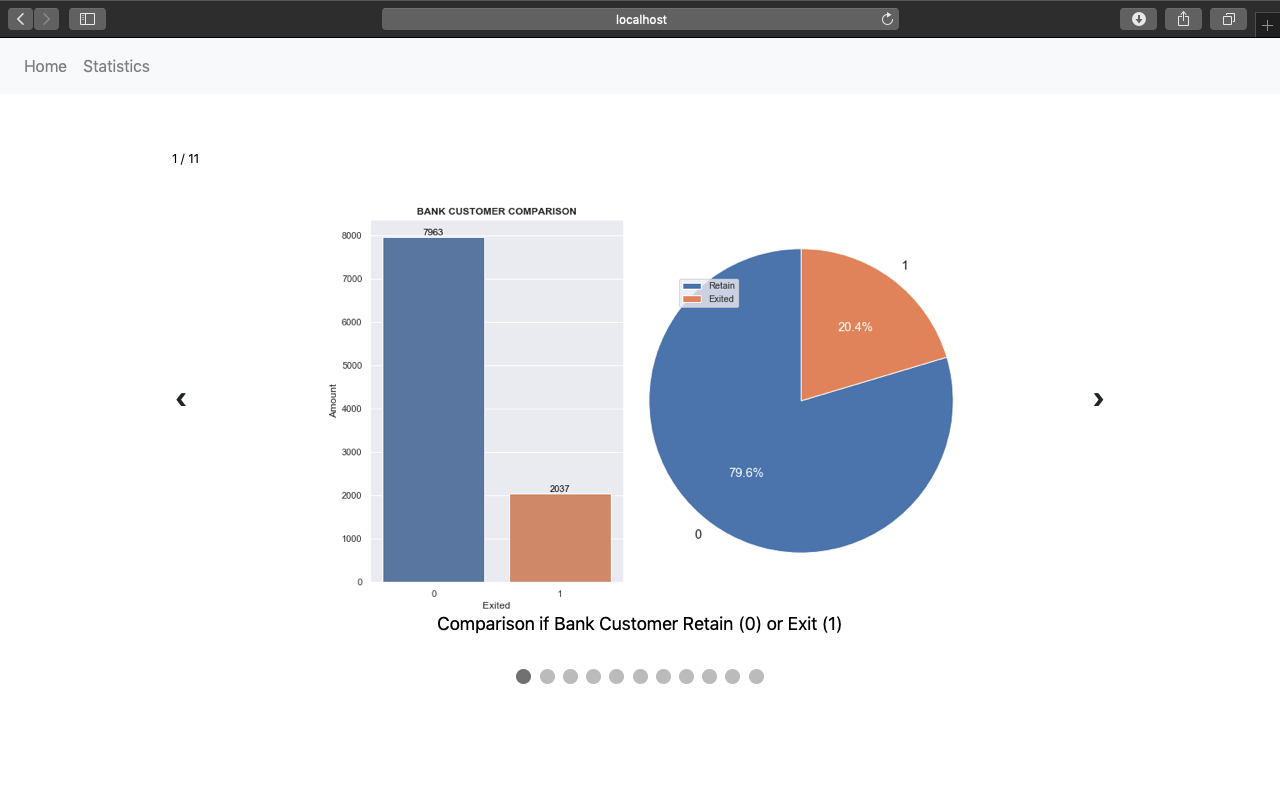 localhost
Home Statistics
1 / 11
BANK CUSTOMER COMPARISON
8000
7000
6000
5000
4000
3000
2000
1000
0
Amount
7963
2037
0 1
Exited
Retain
Exited
1
20.4%
79.6%
0
‹
›
Comparison if Bank Customer Retain (0) or Exit (1)